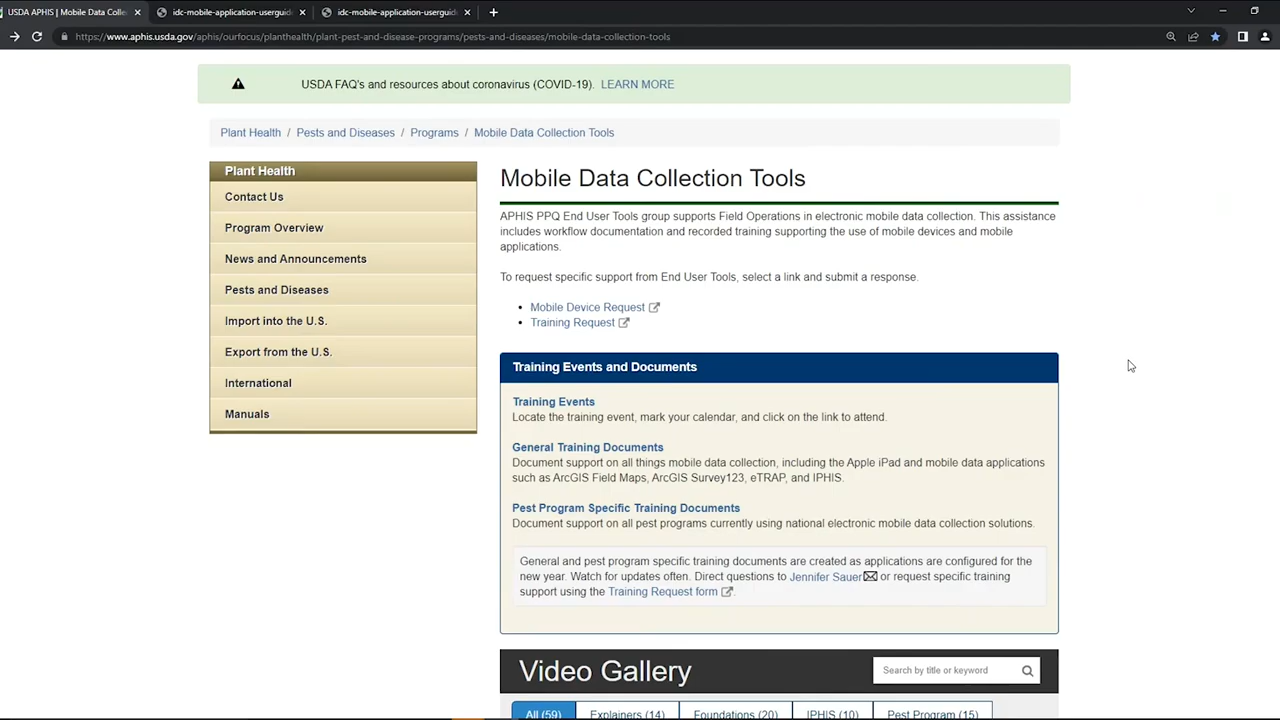 USDA APHIS | Mobile Data Colle
idc-mobile-application-userguide
idc-mobile-application-userguide
https://www.aphis.usda.gov/aphis/ourfocus/planthealth/plant-pest-and-disease-programs/pests-and-diseases/mobile-data-collection-tools
USDA FAQ's and resources about coronavirus (COVID-19). LEARN MORE
Plant Health / Pests and Diseases / Programs / Mobile Data Collection Tools
Plant Health
Contact Us
Program Overview
News and Announcements
Pests and Diseases
Import into the U.S.
Export from the U.S.
International
Manuals
Mobile Data Collection Tools
APHIS PPQ End User Tools group supports Field Operations in electronic mobile data collection. This assistance
includes workflow documentation and recorded training supporting the use of mobile devices and mobile
applications.
To request specific support from End User Tools, select a link and submit a response.
• Mobile Device Request
• Training Request
Training Events and Documents
Training Events
Locate the training event, mark your calendar, and click on the link to attend.
General Training Documents
Document support on all things mobile data collection, including the Apple iPad and mobile data applications
such as ArcGIS Field Maps, ArcGIS Survey123, eTRAP, and IPHIS.
Pest Program Specific Training Documents
Document support on all pest programs currently using national electronic mobile data collection solutions.
General and pest program specific training documents are created as applications are configured for the
new year. Watch for updates often. Direct questions to Jennifer Sauer or request specific training
support using the Training Request form.
Video Gallery
Search by title or keyword
All (59)
Explainers (14)
Foundations (20)
IPHIS (10)
Pest Program (15)